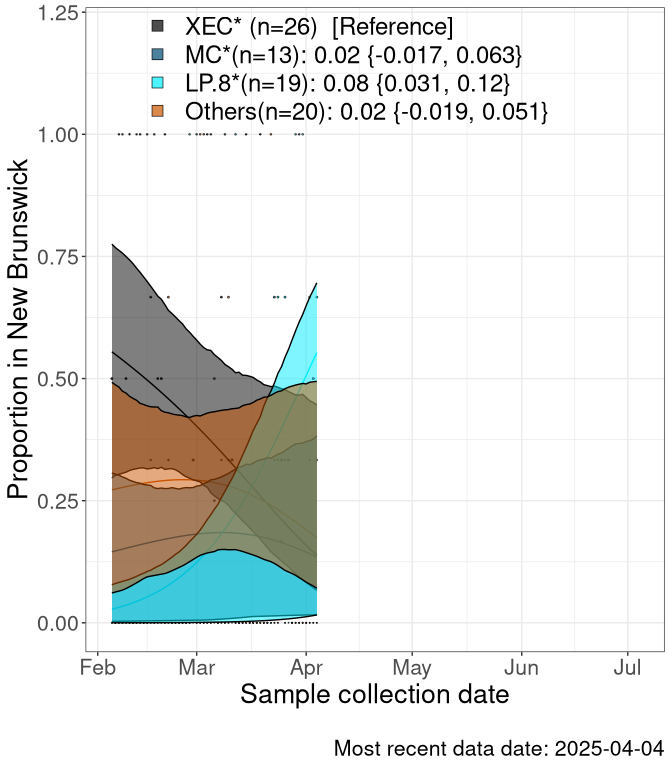 XEC* (n=26)  [Reference]
MC*(n=13): 0.02 {-0.017, 0.063}
LP.8*(n=19): 0.08 {0.031, 0.12}
Others(n=20): 0.02 {-0.019, 0.051}
Proportion in New Brunswick
1.25
1.00
0.75
0.50
0.25
0.00
Feb Mar Apr May Jun Jul
Sample collection date
Most recent data date: 2025-04-04